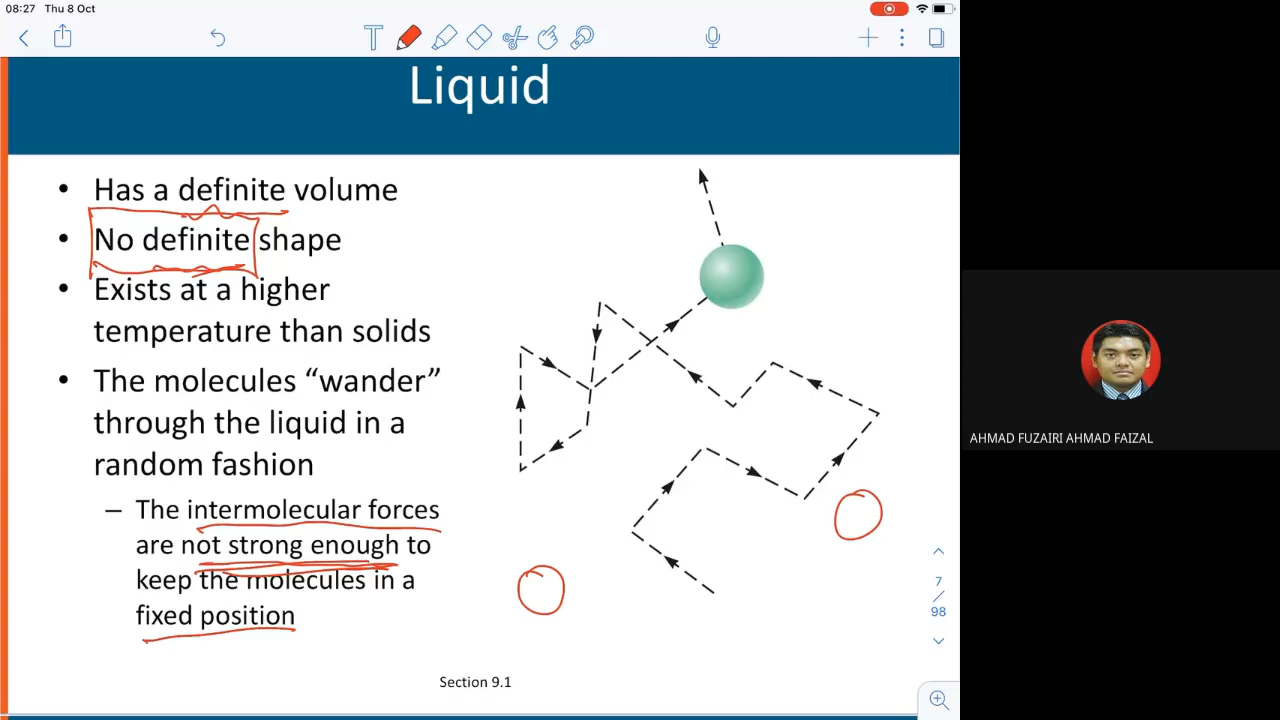 08:27 Thu 8 Oct
T
Liquid
• Has a definite volume
• No definite shape
• Exists at a higher
temperature than solids
• The molecules “wander”
through the liquid in a
random fashion
– The intermolecular forces
are not strong enough to
keep the molecules in a
fixed position
Section 9.1
7
/
98
AHMAD FUZAIRI AHMAD FAIZAL